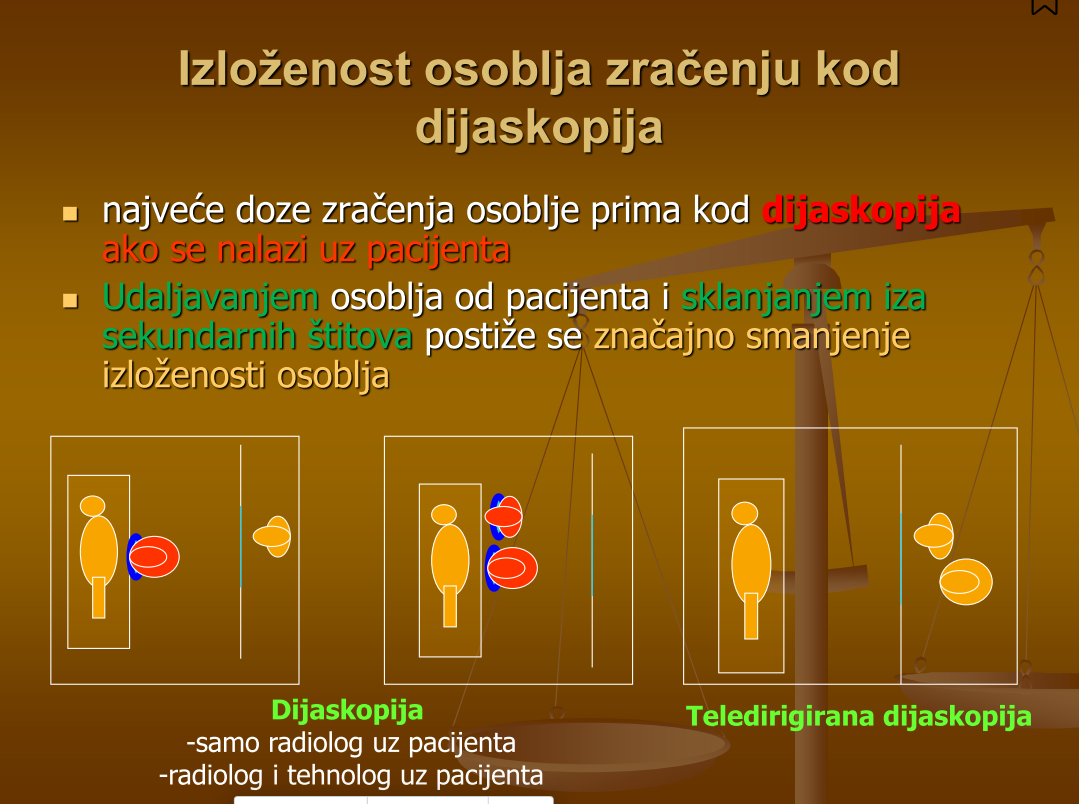 Izloženost osoblja zračenju kod
dijaskopija
najveće doze zračenja osoblje prima kod dijaskopija
ako se nalazi uz pacijenta
Udaljavanjem osoblja od pacijenta i sklanjanjem iza
sekundarnih štitova postiže se značajno smanjenje
izloženosti osoblja
Dijaskopija
-samo radiolog uz pacijenta
-radiolog i tehnolog uz pacijenta
Teledirigirana dijaskopija